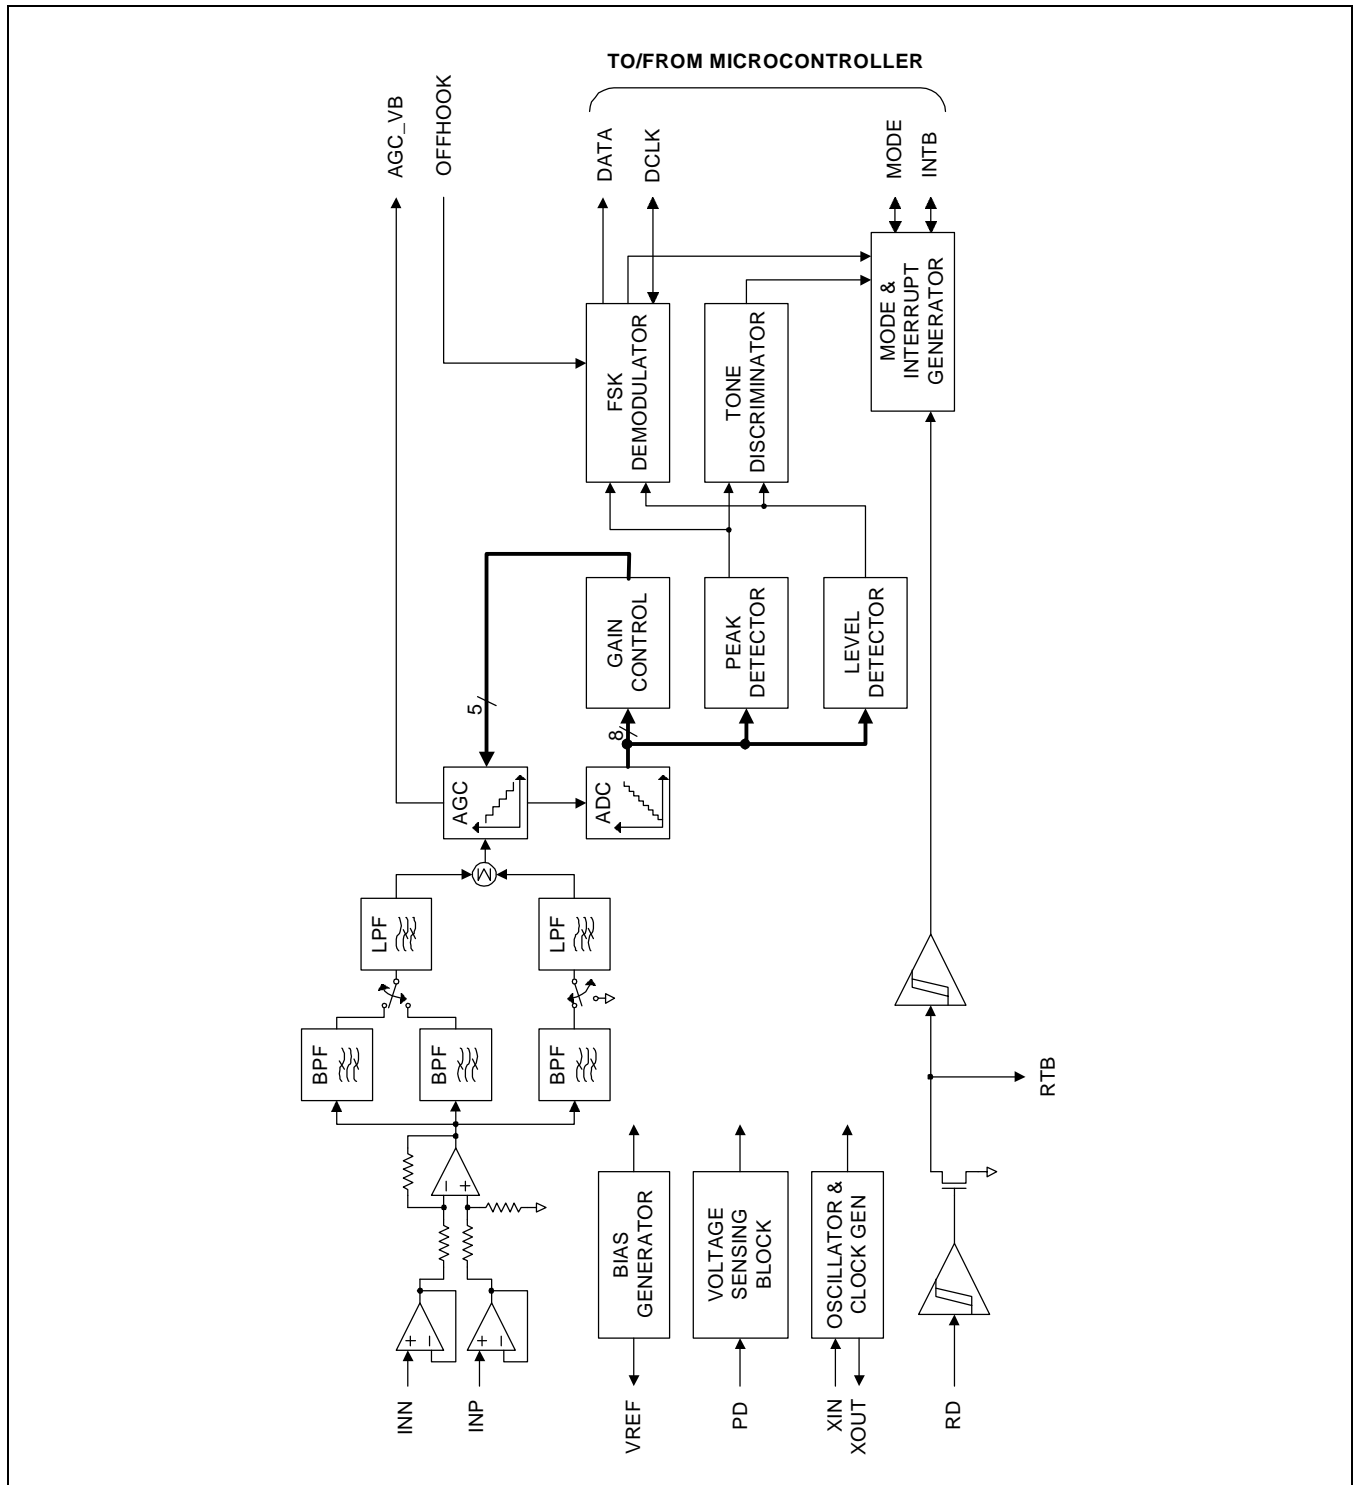 TO/FROM MICROCONTROLLER
AGC_VB
OFFHOOK
DATA
DCLK
MODE
INTB
FSK
DEMODULATOR
TONE
DISCRIMINATOR
MODE &
INTERRUPT
GENERATOR
GAIN
CONTROL
PEAK
DETECTOR
LEVEL
DETECTOR
5
8
AGC
ADC
Σ
LPF
LPF
BPF
BPF
BPF
−
+
+
−
+
−
BIAS
GENERATOR
VOLTAGE
SENSING
BLOCK
OSCILLATOR &
CLOCK GEN
RTB
INN
INP
VREF
PD
XIN
XOUT
RD